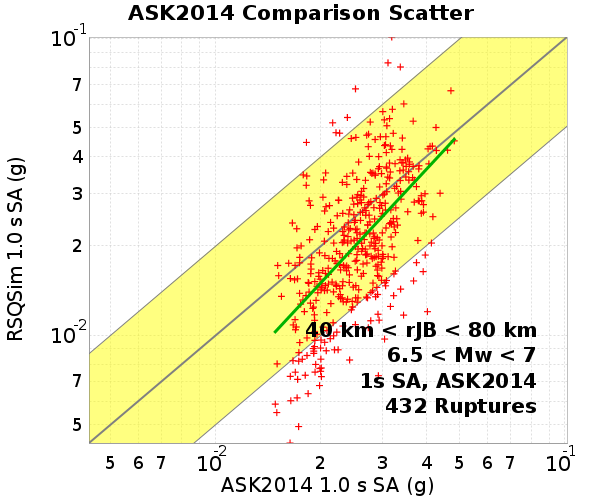 ASK2014 Comparison Scatter
10-1
7
5
4
3
2
10-2
7
5
RSQSim 1.0 s SA (g)
40 km < rJB < 80 km
6.5 < Mw < 7
1s SA, ASK2014
432 Ruptures
5 6 7 10-2 2 3 4 5 6 7 10-1
ASK2014 1.0 s SA (g)